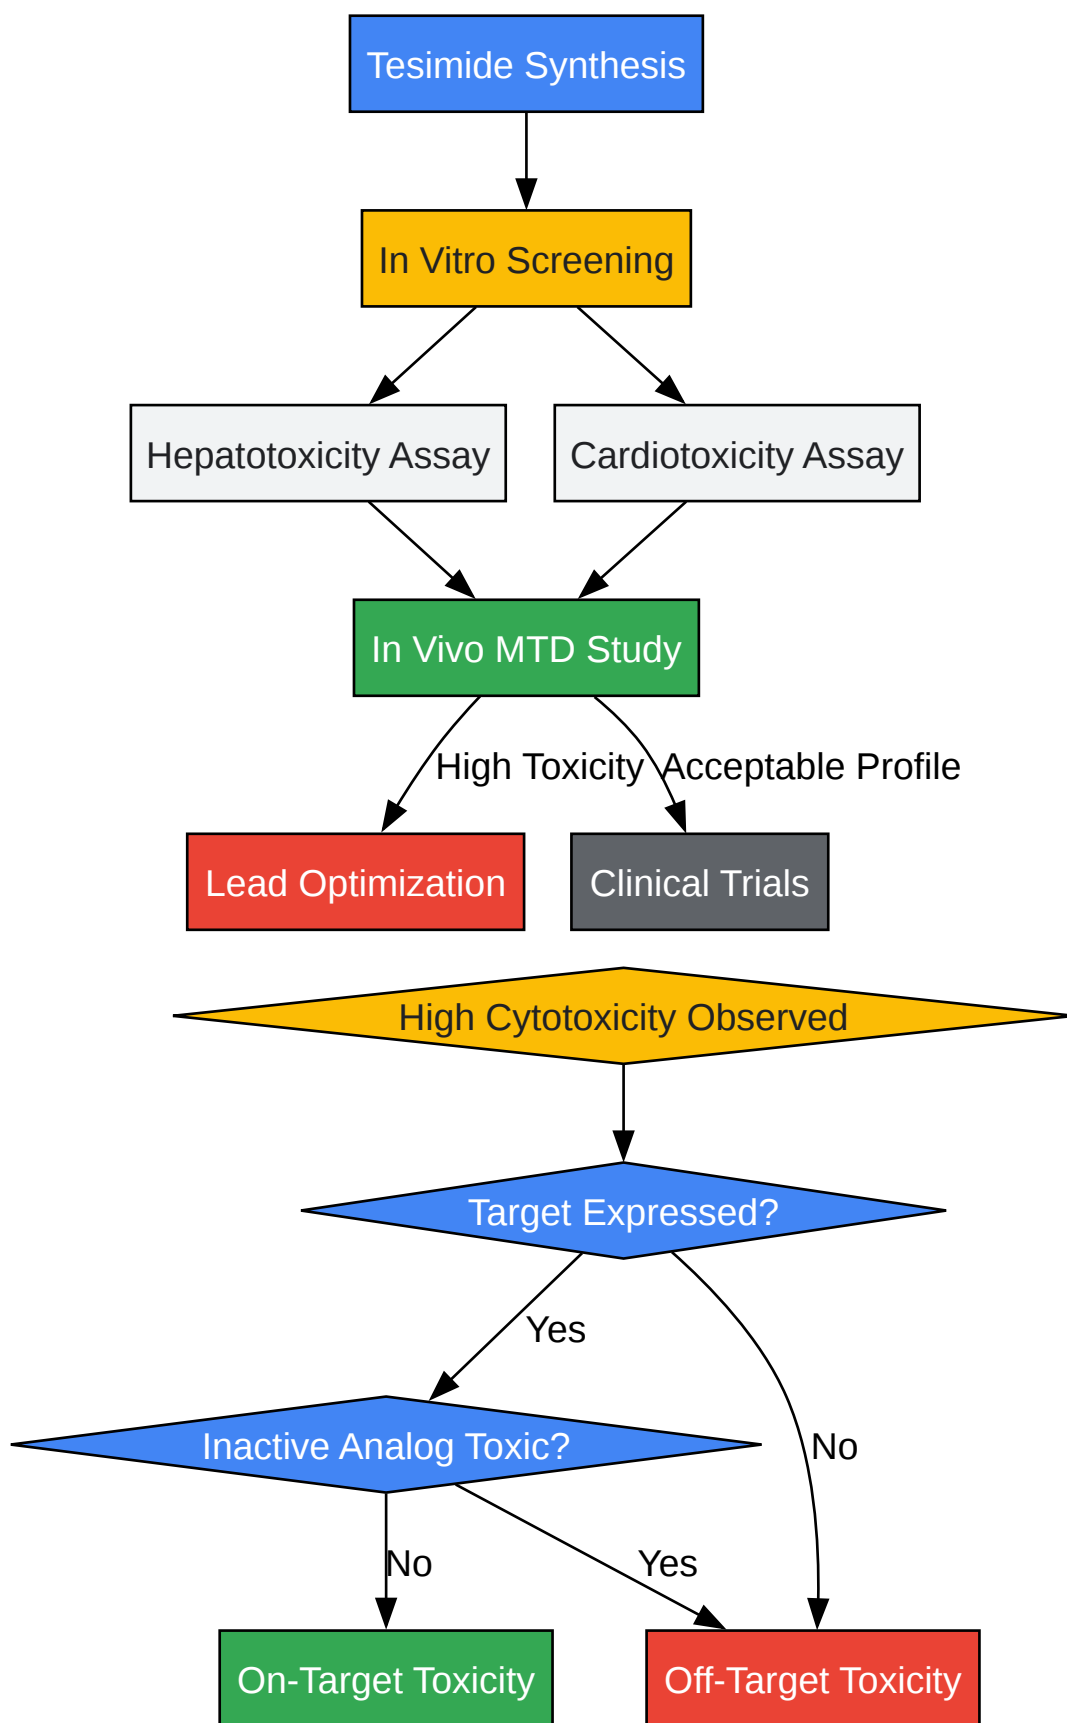 Tesimide Synthesis
In Vitro Screening
Hepatotoxicity Assay
Cardiotoxicity Assay
In Vivo MTD Study
High Toxicity
Acceptable Profile
Lead Optimization
Clinical Trials
High Cytotoxicity Observed
Target Expressed?
Yes
Inactive Analog Toxic?
No
No
Yes
On-Target Toxicity
Off-Target Toxicity